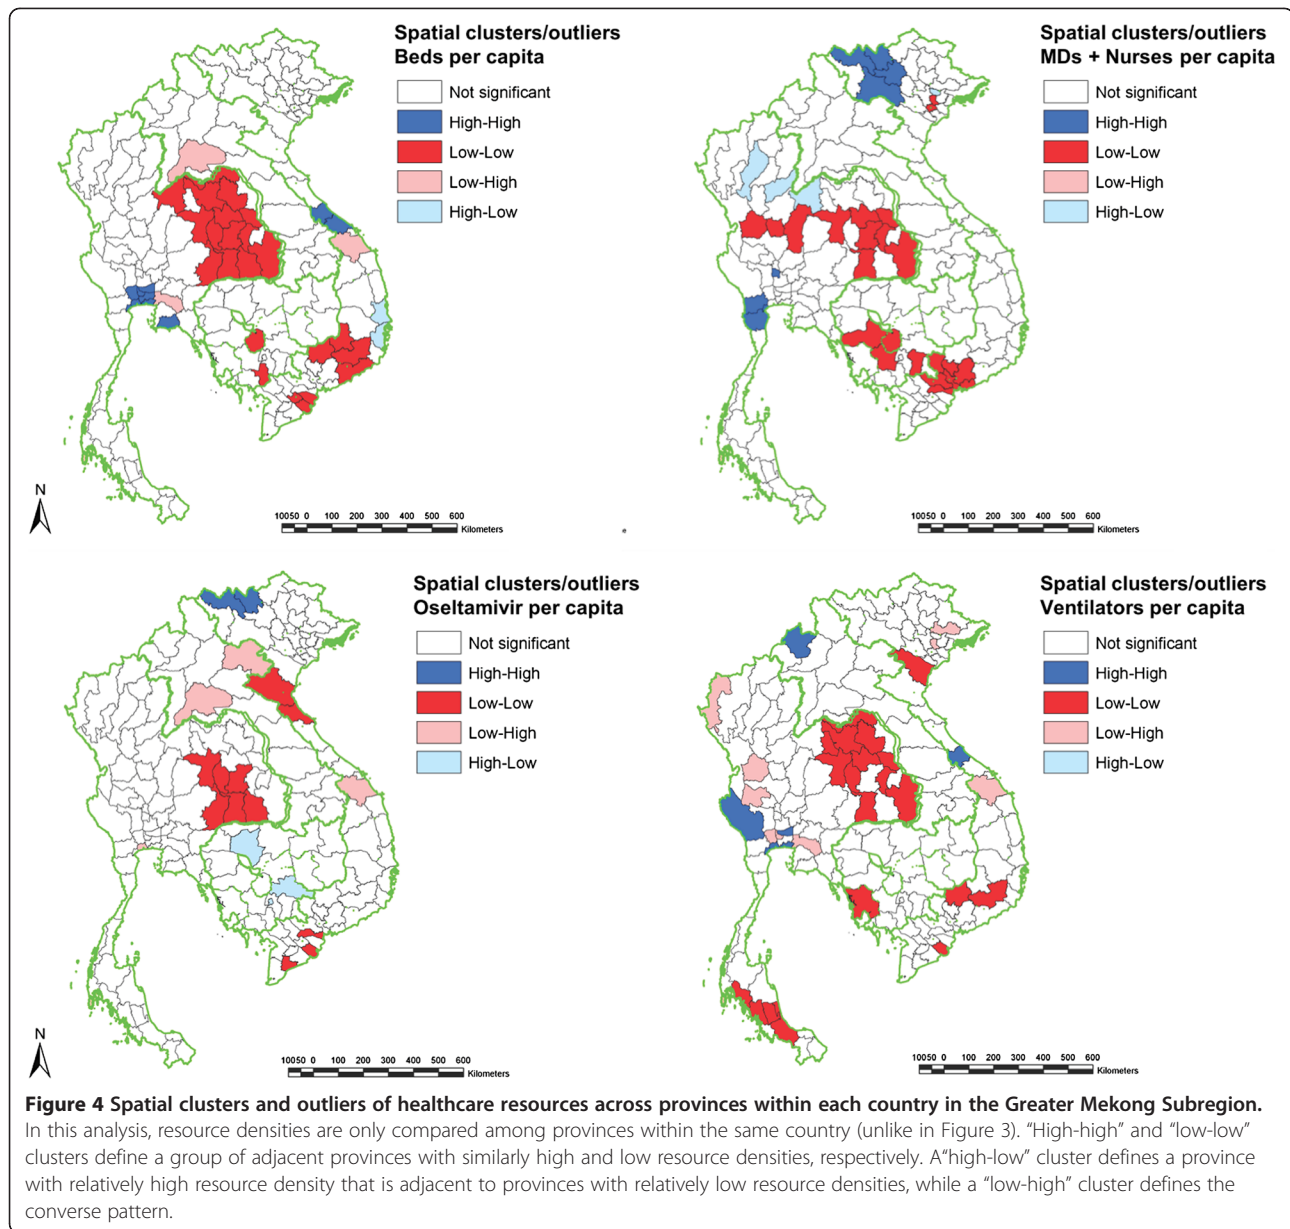 Spatial clusters/outliers
Beds per capita
Not significant
High-High
Low-Low
Low-High
High-Low
N
10050 0 100 200 300 400 500 600
Kilometers
Spatial clusters/outliers
MDs + Nurses per capita
Not significant
High-High
Low-Low
Low-High
High-Low
10050 0 100 200 300 400 500 600
Kilometers
Spatial clusters/outliers
Oseltamivir per capita
Not significant
High-High
Low-Low
Low-High
High-Low
N
10050 0 100 200 300 400 500 600
Kilometers
Spatial clusters/outliers
Ventilators per capita
Not significant
High-High
Low-Low
Low-High
High-Low
10050 0 100 200 300 400 500 600
Kilometers
Figure 4 Spatial clusters and outliers of healthcare resources across provinces within each country in the Greater Mekong Subregion.
In this analysis, resource densities are only compared among provinces within the same country (unlike in Figure 3). “High-high” and “low-low”
clusters define a group of adjacent provinces with similarly high and low resource densities, respectively. A“high-low” cluster defines a province
with relatively high resource density that is adjacent to provinces with relatively low resource densities, while a “low-high” cluster defines the
converse pattern.